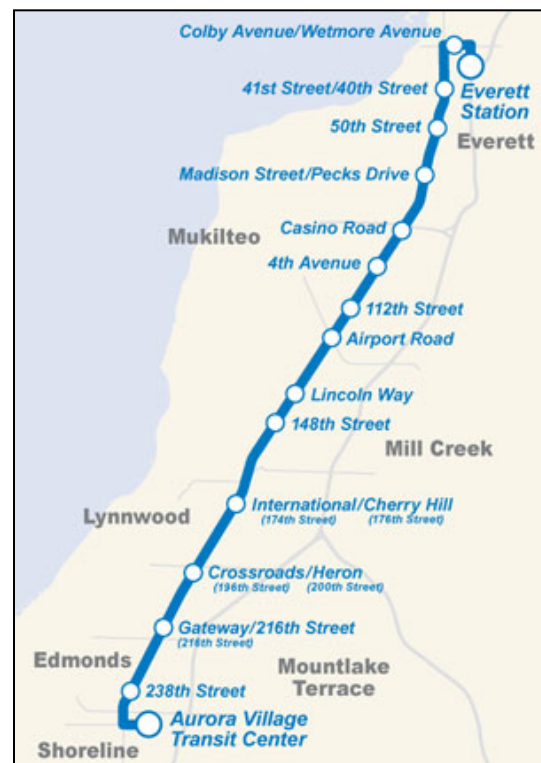 Colby Avenue/Wetmore Avenue
Everett
Station
41st Street/40th Street
50th Street
Everett
Madison Street/Pecks Drive
Casino Road
Mukilteo
4th Avenue
112th Street
Airport Road
Lincoln Way
148th Street
Mill Creek
International/Cherry Hill
(174th Street) (176th Street)
Lynnwood
Crossroads/Heron
(196th Street) (200th Street)
Gateway/216th Street
(216th Street)
Edmonds
Mountlake
Terrace
238th Street
Aurora Village
Transit Center
Shoreline